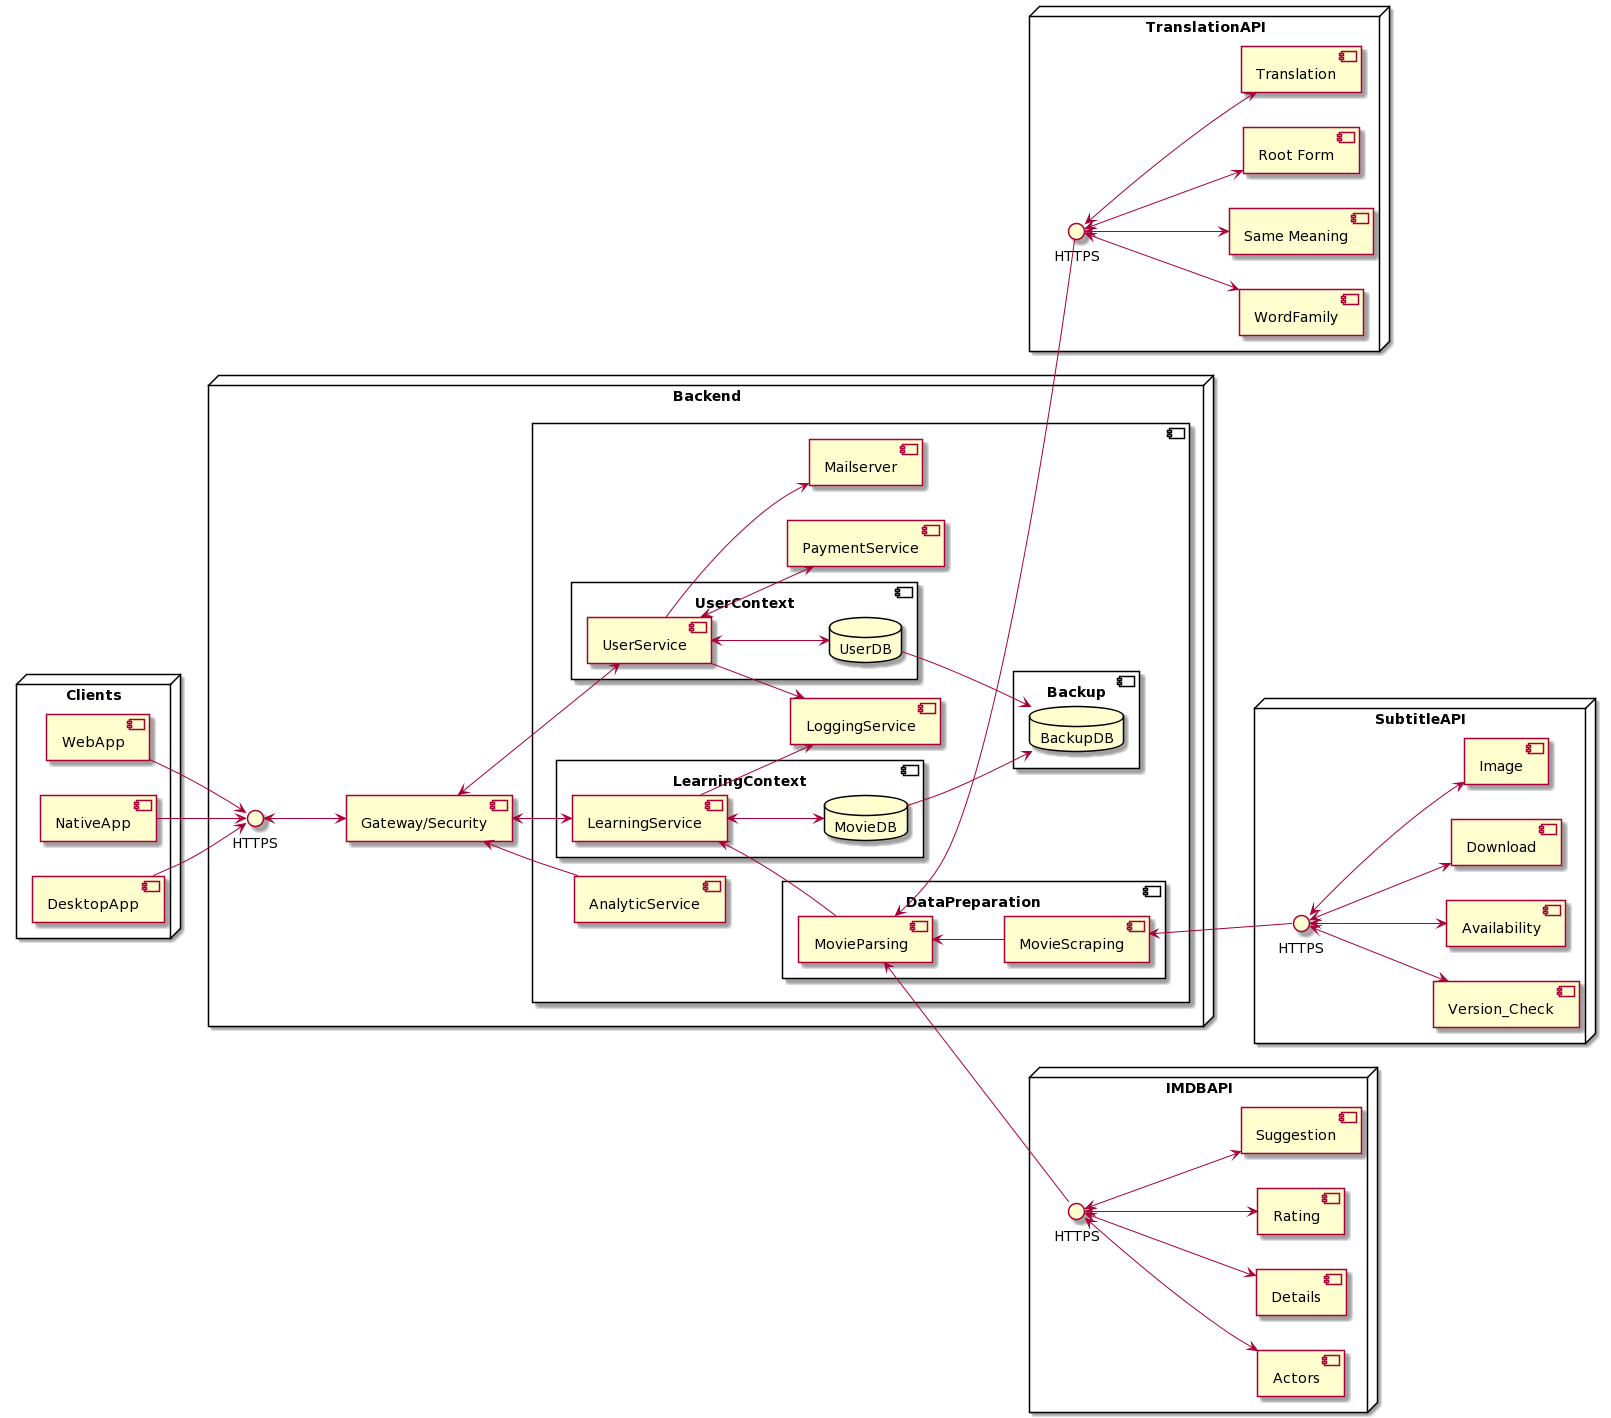 TranslationAPI
Translation
Root Form
Same Meaning
WordFamily
HTTPS
Backend
Mailserver
PaymentService
UserContext
UserService
UserDB
LoggingService
Backup
BackupDB
LearningContext
LearningService
MovieDB
Gateway/Security
AnalyticService
DataPreparation
MovieParsing
MovieScraping
HTTPS
Clients
WebApp
NativeApp
DesktopApp
SubtitleAPI
Image
Download
Availability
Version_Check
HTTPS
IMDBAPI
Suggestion
Rating
Details
Actors
HTTPS